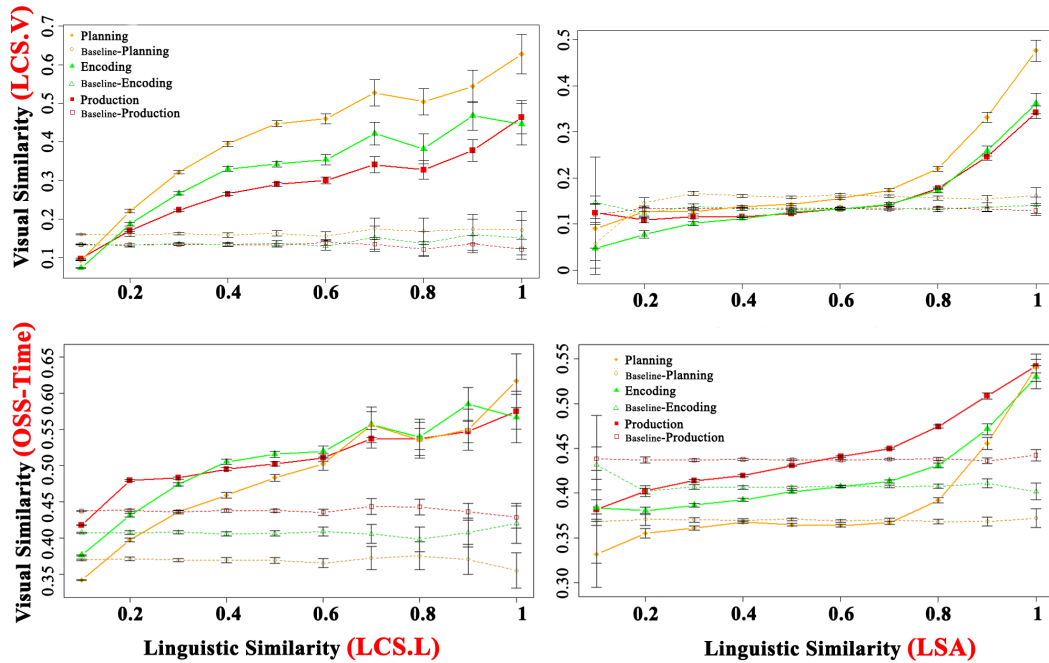 Visual Similarity (LCS.V)
0.7
0.6
0.5
0.4
0.3
0.2
0.1
Planning
Baseline-Planning
Encoding
Baseline-Encoding
Production
Baseline-Production
0.2 0.4 0.6 0.8 1
0.5
0.4
0.3
0.2
0.1
0
0.2 0.4 0.6 0.8 1
Visual Similarity (OSS-Time)
0.65
0.60
0.55
0.50
0.45
0.40
0.35
0.2 0.4 0.6 0.8 1
Linguistic Similarity (LCS.L)
0.55
0.50
0.45
0.40
0.35
0.30
Planning
Baseline-Planning
Encoding
Baseline-Encoding
Production
Baseline-Production
0.2 0.4 0.6 0.8 1
Linguistic Similarity (LSA)